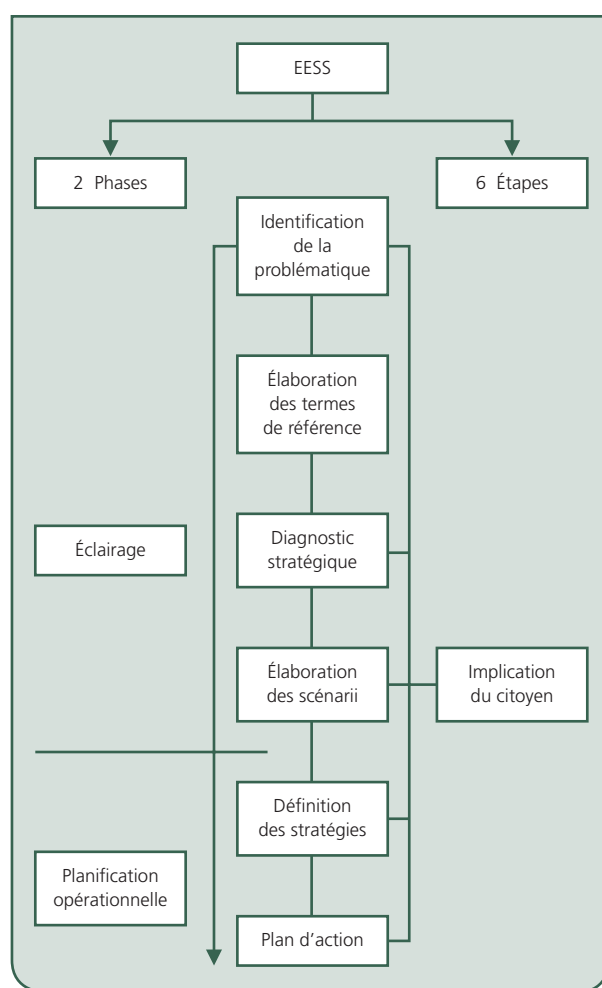 EESS
2 Phases
6 Étapes
Identification
de la
problématique
Élaboration
des termes
de référence
Éclairage
Diagnostic
stratégique
Élaboration
des scénarii
Implication
du citoyen
Définition
des stratégies
Planification
opérationnelle
Plan d'action